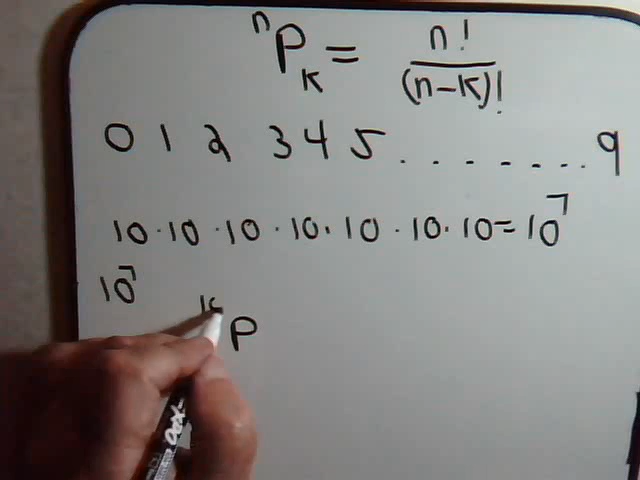 ⁿPₖ = n! / (n-k)!
0 1 2 3 4 5 . . . . . . . . 9
10 · 10 · 10 · 10 · 10 · 10 · 10 = 10⁷
10⁷
P